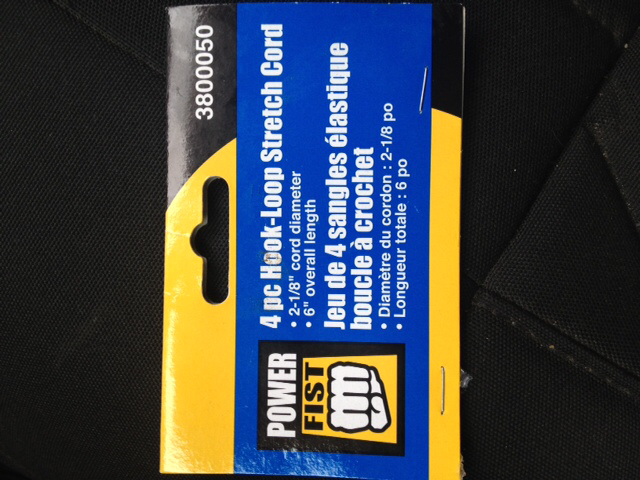 3800050
4 pc Hook-Loop Stretch Cord
• 2-1/8" cord diameter
• 6" overall length
Jeu de 4 sangles élastique
boucle à crochet
• Diamètre du cordon : 2-1/8 po
• Longueur totale : 6 po
POWER
FIST